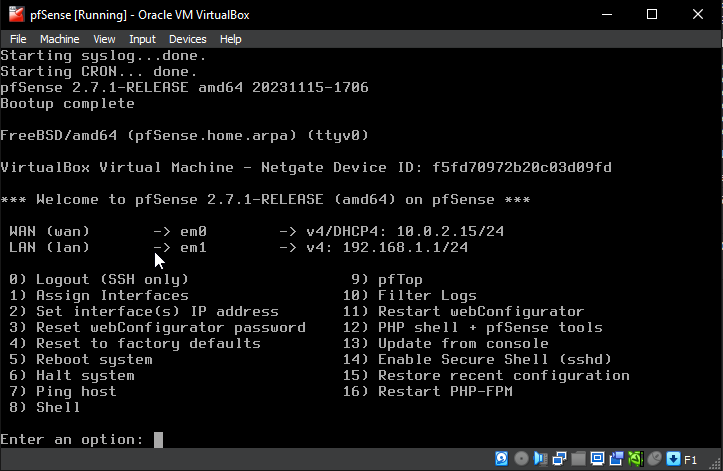 pfSense [Running] - Oracle VM VirtualBox
File Machine View Input Devices Help
Starting syslog...done.
Starting CRON... done.
pfSense 2.7.1-RELEASE amd64 20231115-1706
Bootup complete
FreeBSD/amd64 (pfSense.home.arpa) (ttyv0)
VirtualBox Virtual Machine - Netgate Device ID: f5fd70972b20c03d09fd
*** Welcome to pfSense 2.7.1-RELEASE (amd64) on pfSense ***
WAN (wan) -> em0 -> v4/DHCP4: 10.0.2.15/24
LAN (lan) -> em1 -> v4: 192.168.1.1/24
0) Logout (SSH only) 9) pfTop
1) Assign Interfaces 10) Filter Logs
2) Set interface(s) IP address 11) Restart webConfigurator
3) Reset webConfigurator password 12) PHP shell + pfSense tools
4) Reset to factory defaults 13) Update from console
5) Reboot system 14) Enable Secure Shell (sshd)
6) Halt system 15) Restore recent configuration
7) Ping host 16) Restart PHP-FPM
8) Shell
Enter an option:
F1